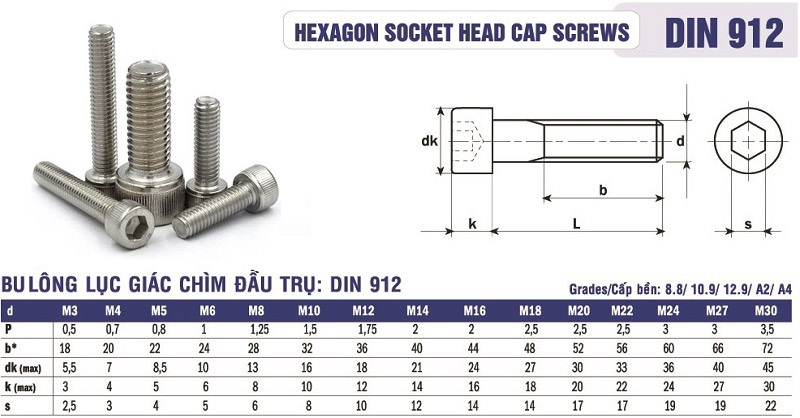 HEXAGON SOCKET HEAD CAP SCREWS DIN 912
dk d
b
k L s
BULÔNG LỤC GIÁC CHÌM ĐẦU TRỤ: DIN 912 Grades/Cấp bền: 8.8/ 10.9/ 12.9/ A2/ A4
d M3 M4 M5 M6 M8 M10 M12 M14 M16 M18 M20 M22 M24 M27 M30
P 0,5 0,7 0,8 1 1,25 1,5 1,75 2 2 2,5 2,5 2,5 3 3 3,5
b* 18 20 22 24 28 32 36 40 44 48 52 56 60 66 72
dk (max) 5,5 7 8,5 10 13 16 18 21 24 27 30 33 36 40 45
k (max) 3 4 5 6 8 10 12 14 16 18 20 22 24 27 30
s 2,5 3 4 5 6 8 10 12 14 14 17 17 19 19 22